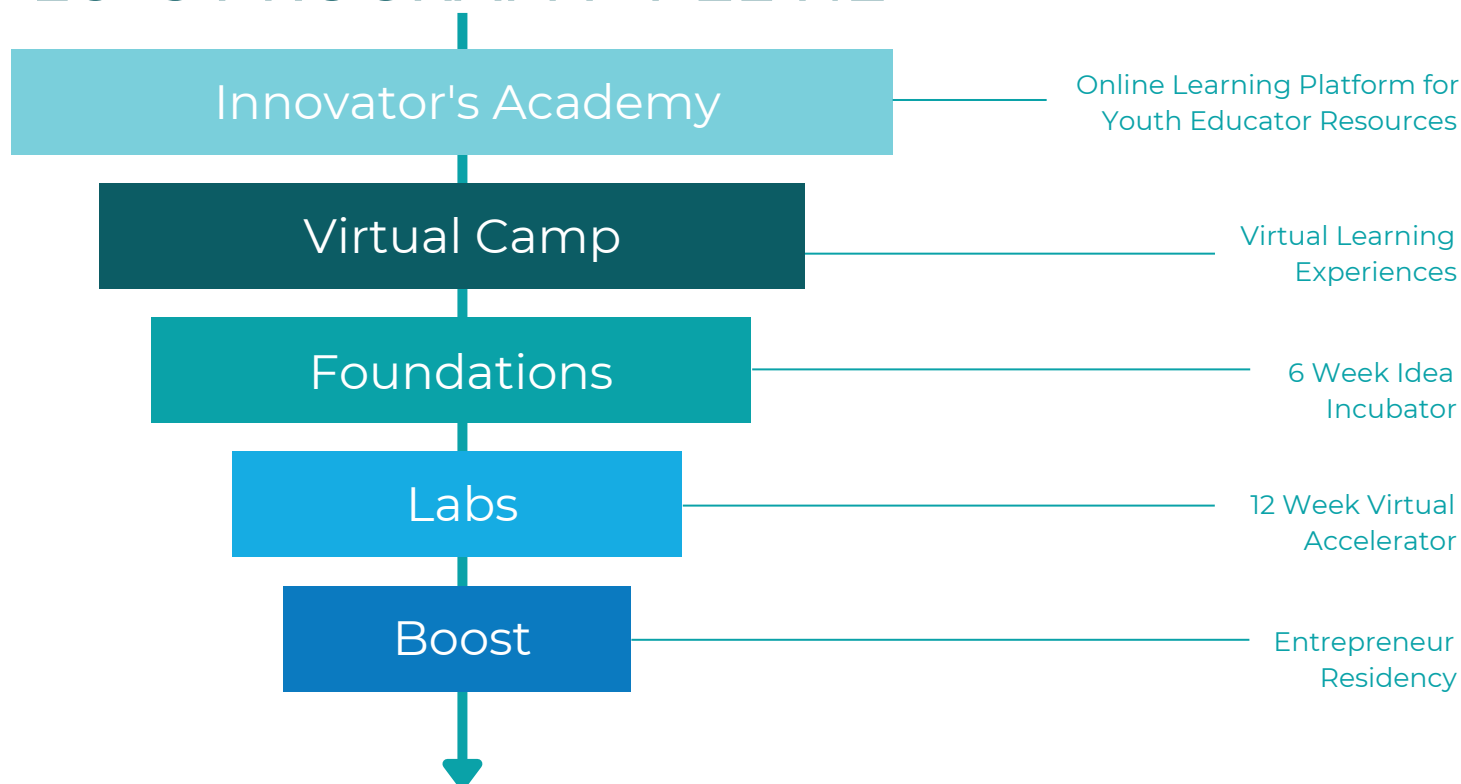 Innovator's Academy
Online Learning Platform for
Youth Educator Resources
Virtual Camp
Virtual Learning
Experiences
Foundations
6 Week Idea
Incubator
Labs
12 Week Virtual
Accelerator
Boost
Entrepreneur
Residency